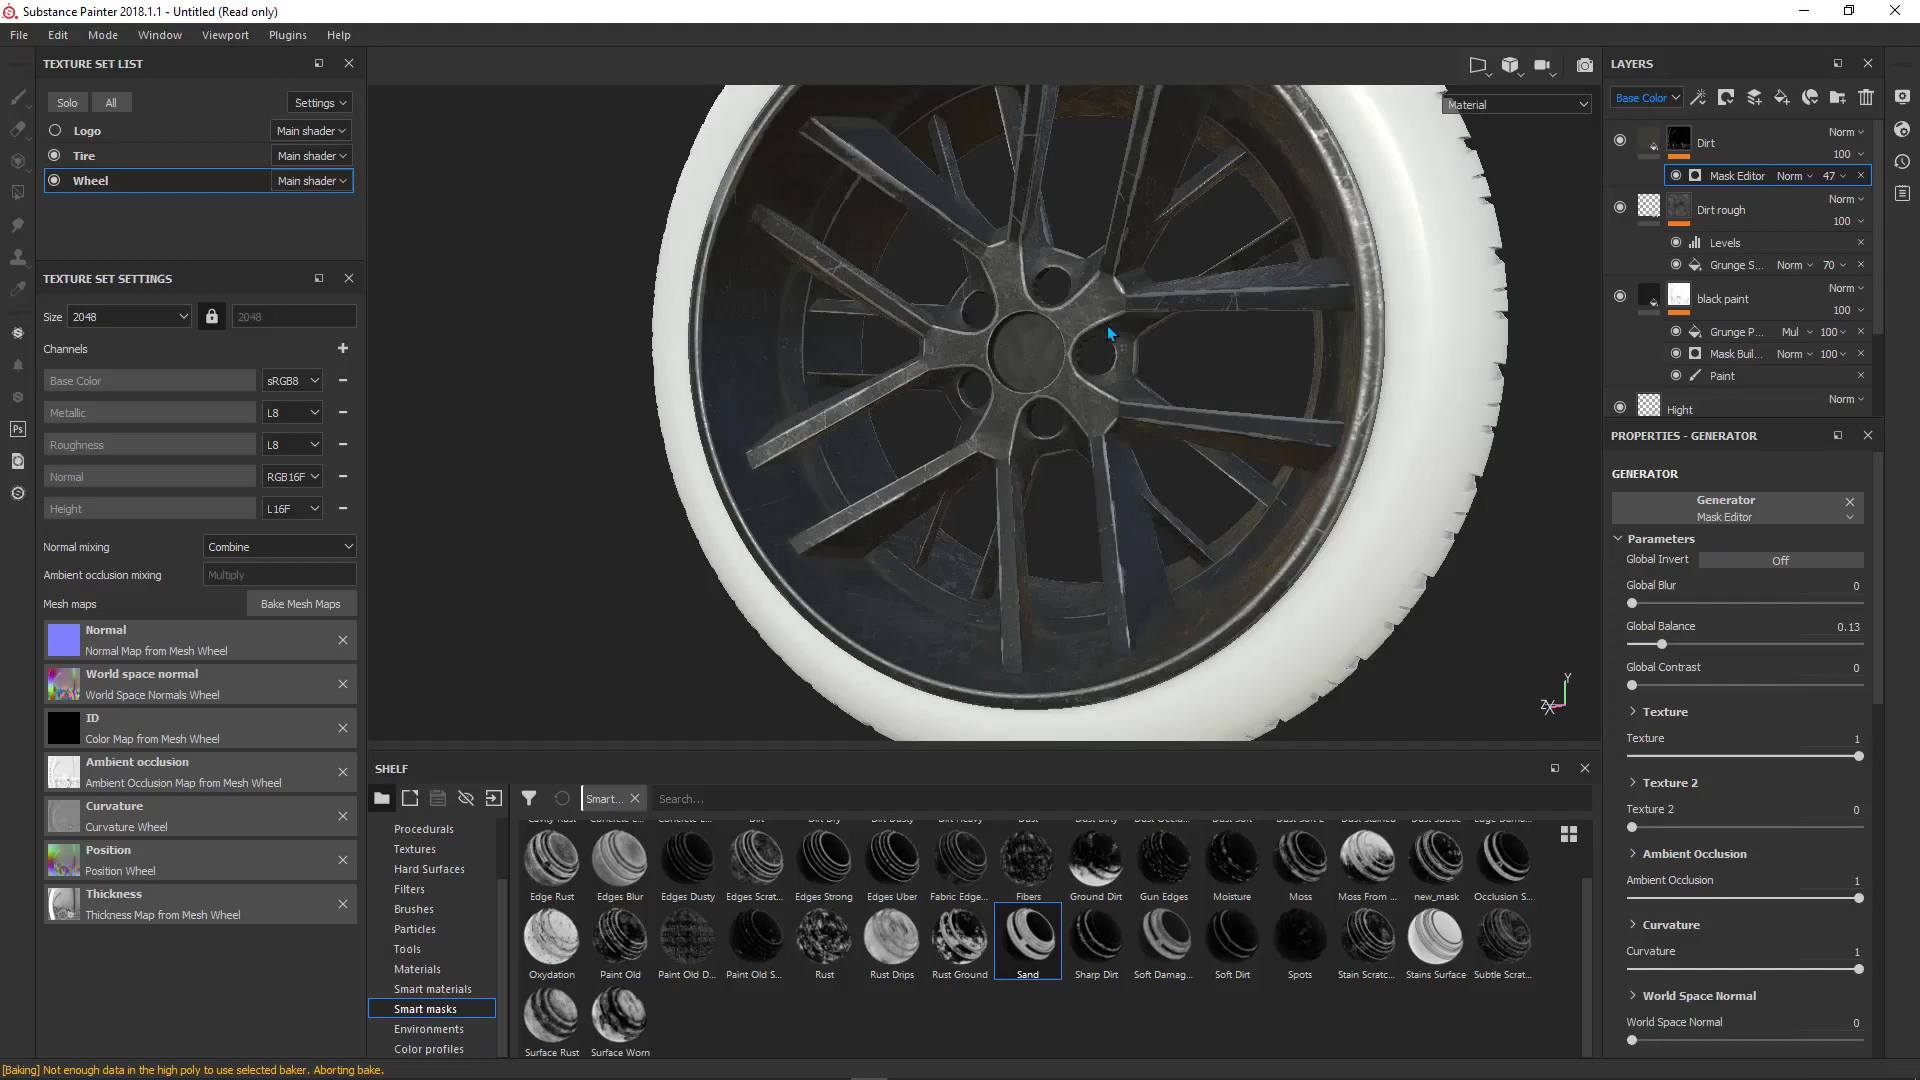 Substance Painter 2018.1.1 - Untitled (Read only)
File Edit Mode Window Viewport Plugins Help
TEXTURE SET LIST
Solo All Settings
Logo Main shader
Tire Main shader
Wheel Main shader
TEXTURE SET SETTINGS
Size 2048 2048
Channels
Base Color sRGB8
Metallic L8
Roughness L8
Normal RGB16F
Height L16F
Normal mixing Combine
Ambient occlusion mixing Multiply
Mesh maps Bake Mesh Maps
Normal
Normal Map from Mesh Wheel
World space normal
World Space Normals Wheel
ID
Color Map from Mesh Wheel
Ambient occlusion
Ambient Occlusion Map from Mesh Wheel
Curvature
Curvature Wheel
Position
Position Wheel
Thickness
Thickness Map from Mesh Wheel
[Baking] Not enough data in the high poly to use selected baker. Aborting bake.
Material
Y
SHELF
Smart... Search...
Procedurals
Textures
Hard Surfaces
Filters
Brushes
Particles
Tools
Materials
Smart materials
Smart masks
Environments
Color profiles
Edge Rust Edges Blur Edges Dusty Edges Scrat... Edges Strong Edges Uber Fabric Edge... Fibers Ground Dirt Gun Edges Moisture Moss Moss From ... new_mask Occlusion S...
Oxydation Paint Old Paint Old D... Paint Old S... Rust Rust Drips Rust Ground Sand Sharp Dirt Soft Damag... Soft Dirt Spots Stain Scratc... Stains Surface Subtle Scrat...
Surface Rust Surface Worn
LAYERS
Base Color
Dirt Norm 100
Mask Editor Norm 47
Dirt rough Norm 100
Levels
Grunge S... Norm 70
black paint Norm 100
Grunge P... Mul 100
Mask Buil... Norm 100
Paint
Hight Norm
PROPERTIES - GENERATOR
GENERATOR
Generator
Mask Editor
Parameters
Global Invert Off
Global Blur 0
Global Balance 0.13
Global Contrast 0
Texture
Texture 1
Texture 2
Texture 2 0
Ambient Occlusion
Ambient Occlusion 1
Curvature
Curvature 1
World Space Normal
World Space Normal 0